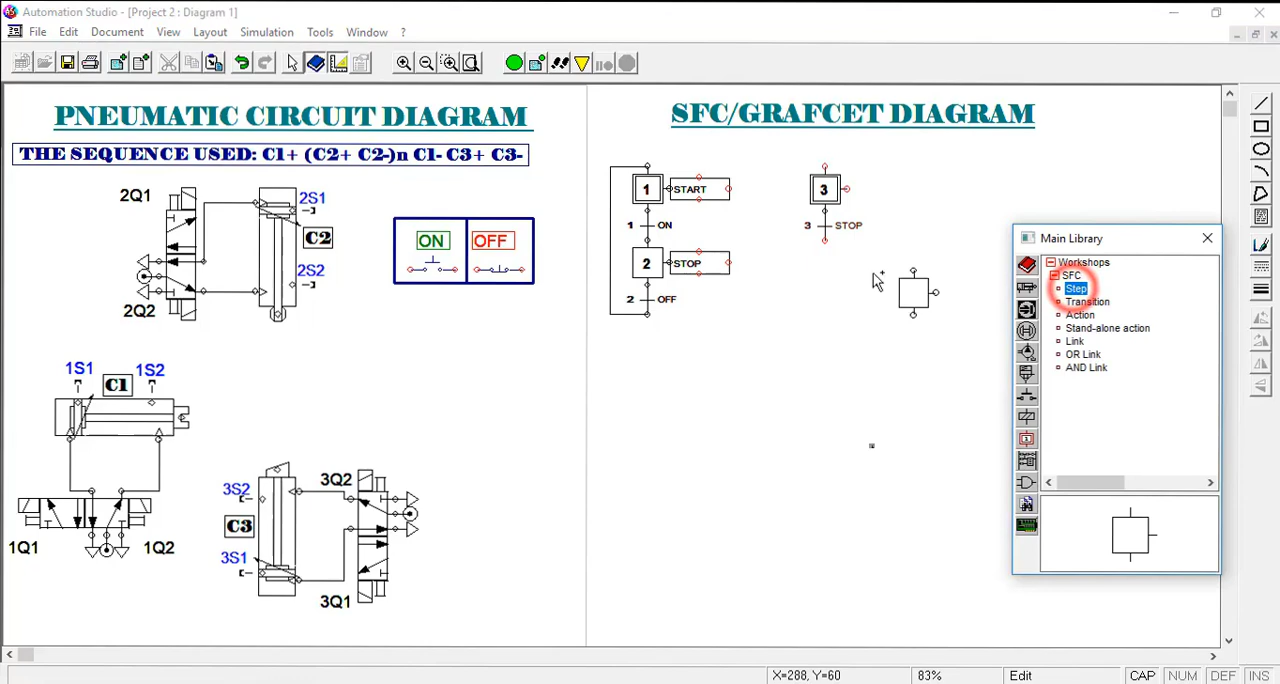 Automation Studio - [Project 2 : Diagram 1]
File Edit Document View Layout Simulation Tools Window ?
PNEUMATIC CIRCUIT DIAGRAM
THE SEQUENCE USED: C1+ (C2+ C2-)n C1- C3+ C3-
2Q1
2S1
C2
2S2
2Q2
ON OFF
1S1 C1 1S2
1Q1 1Q2
3S2
C3
3S1
3Q2
3Q1
SFC/GRAFCET DIAGRAM
1 START
1 ON
2 STOP
2 OFF
3
3 STOP
Main Library
Workshops
SFC
Step
Transition
Action
Stand-alone action
Link
OR Link
AND Link
X=288, Y=60 83% Edit CAP NUM DEF INS